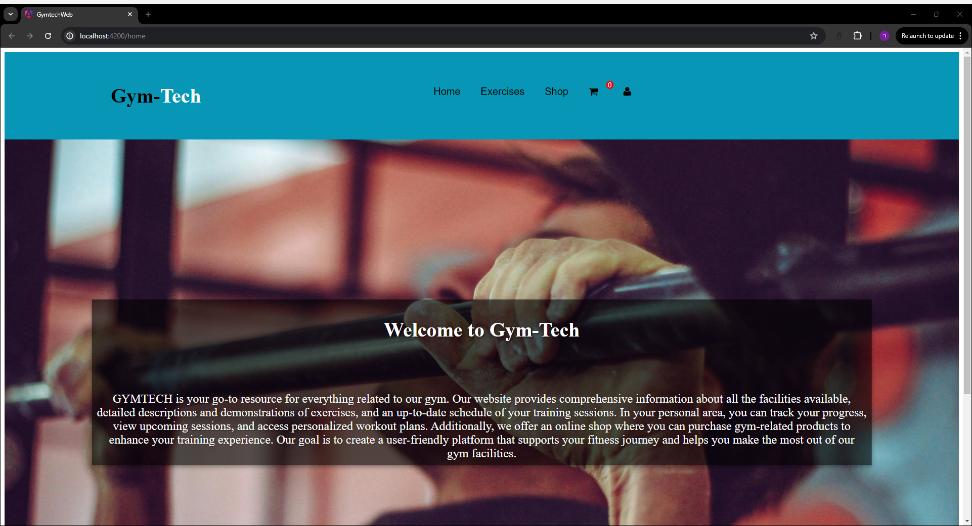 GymtechWeb
localhost:4200/home
Relaunch to update
Gym-Tech
Home Exercises Shop 0
Welcome to Gym-Tech
GYMTECH is your go-to resource for everything related to our gym. Our website provides comprehensive information about all the facilities available,
detailed descriptions and demonstrations of exercises, and an up-to-date schedule of your training sessions. In your personal area, you can track your progress,
view upcoming sessions, and access personalized workout plans. Additionally, we offer an online shop where you can purchase gym-related products to
enhance your training experience. Our goal is to create a user-friendly platform that supports your fitness journey and helps you make the most out of our
gym facilities.